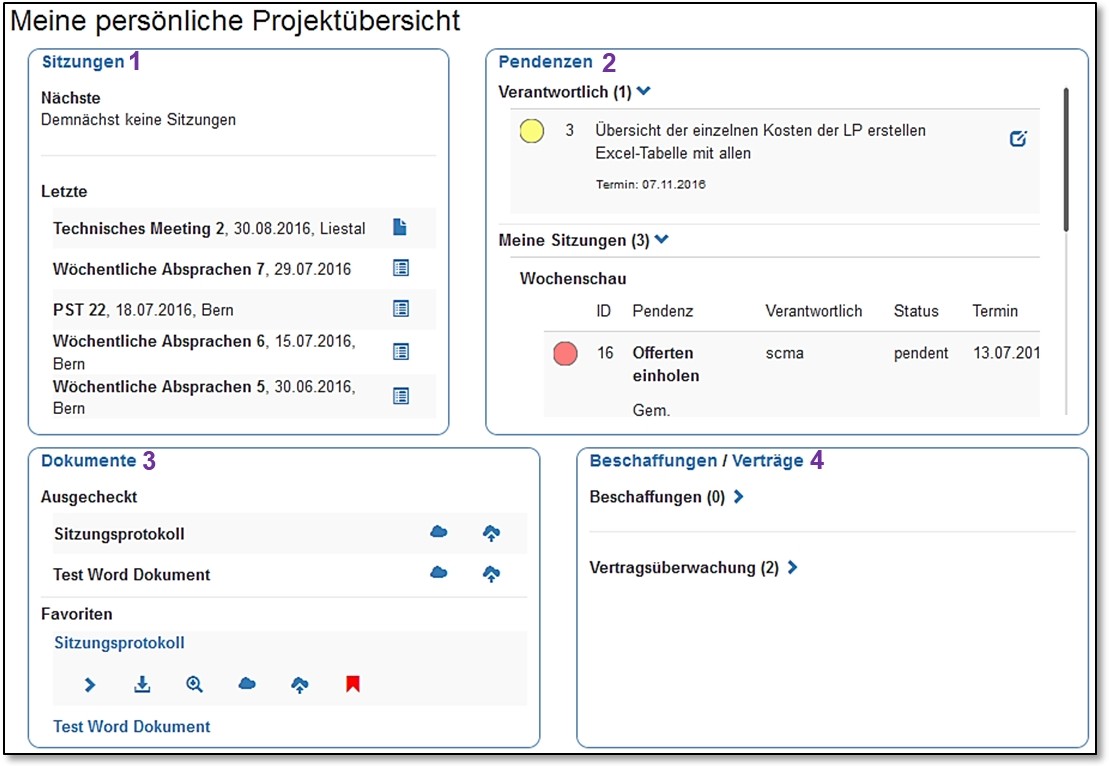 Meine persönliche Projektübersicht
Sitzungen 1
Nächste
Demnächst keine Sitzungen
Letzte
Technisches Meeting 2, 30.08.2016, Liestal
Wöchentliche Absprachen 7, 29.07.2016
PST 22, 18.07.2016, Bern
Wöchentliche Absprachen 6, 15.07.2016,
Bern
Wöchentliche Absprachen 5, 30.06.2016,
Bern
Pendenzen 2
Verantwortlich (1)
3 Übersicht der einzelnen Kosten der LP erstellen
Excel-Tabelle mit allen
Termin: 07.11.2016
Meine Sitzungen (3)
Wochenschau
ID Pendenz Verantwortlich Status Termin
16 Offerten scma pendent 13.07.201
einholen
Gem.
Dokumente 3
Ausgecheckt
Sitzungsprotokoll
Test Word Dokument
Favoriten
Sitzungsprotokoll
Test Word Dokument
Beschaffungen / Verträge 4
Beschaffungen (0)
Vertragsüberwachung (2)